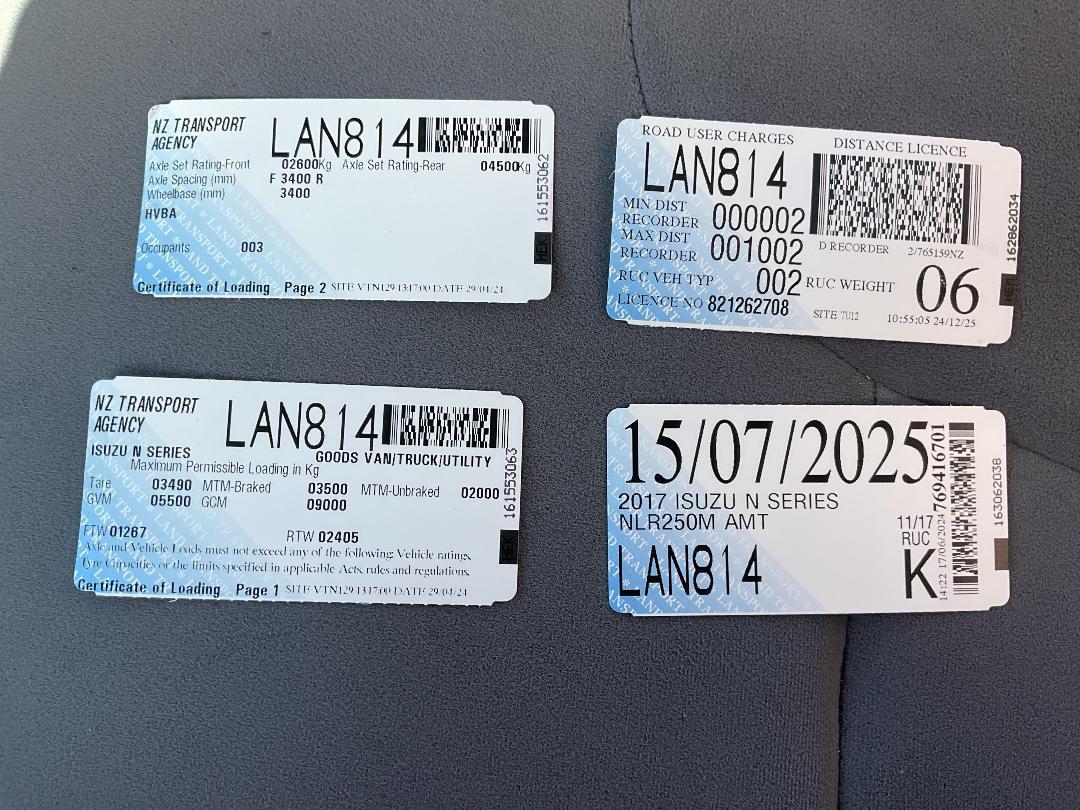 NZ TRANSPORT
AGENCY
LAN814
Axle Set Rating-Front 02600Kg Axle Set Rating-Rear 04500Kg
Axle Spacing (mm) F 3400 R
Wheelbase (mm) 3400
HVBA
Occupants 003
Certificate of Loading Page 2 SITE VTN129 131700 DATE 29/04/24
161553062
HEK
ROAD USER CHARGES DISTANCE LICENCE
LAN814
MIN DIST
RECORDER 000002
MAX DIST
RECORDER 001002
D RECORDER 2/765159NZ
RUC VEH TYP 002 RUC WEIGHT 06
LICENCE NO 821262708
SITE 7U12 10:55:05 24/12/25
162862034
NZ TRANSPORT
AGENCY
LAN814
ISUZU N SERIES GOODS VAN/TRUCK/UTILITY
Maximum Permissible Loading in Kg
Tare 03490 MTM-Braked 03500 MTM-Unbraked 02000
GVM 05500 GCM 09000
FTW 01267 RTW 02405
Axle and Vehicle Loads must not exceed any of the following Vehicle ratings,
Tyre Capacities or the limits specified in applicable Acts, rules and regulations.
Certificate of Loading Page 1 SITE VTN129 131700 DATE 29/04/24
161553063
HEK
15/07/2025
2017 ISUZU N SERIES
NLR250M AMT
11/17
RUC
LAN814 K
14:22 17/06/2024
769416701
163062038